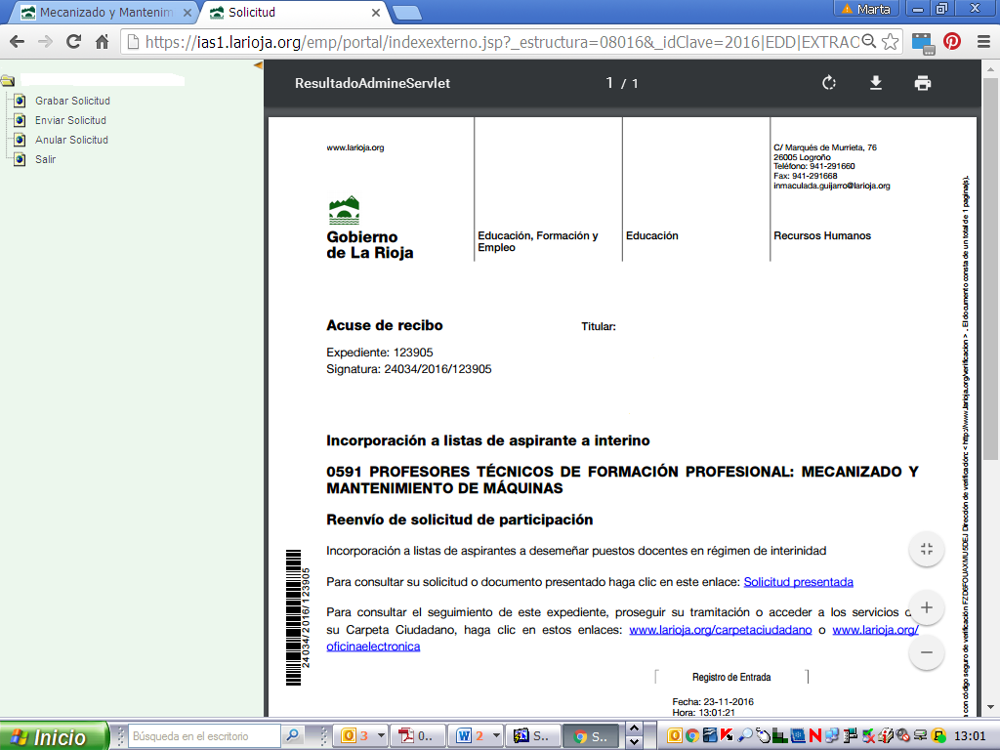 Mecanizado y Mantenim
Solicitud
Marta
https://ias1.larioja.org/emp/portal/indexexterno.jsp?_estructura=08016&_idClave=2016|EDD|EXTRAC
Grabar Solicitud
Enviar Solicitud
Anular Solicitud
Salir
ResultadoAdmineServlet
1 / 1
www.larioja.org
C/ Marqués de Murrieta, 76
26005 Logroño
Teléfono: 941-291660
Fax: 941-291668
inmaculada.guijarro@larioja.org
Gobierno
de La Rioja
Educación, Formación y
Empleo
Educación
Recursos Humanos
Acuse de recibo
Titular:
Expediente: 123905
Signatura: 24034/2016/123905
Incorporación a listas de aspirante a interino
0591 PROFESORES TÉCNICOS DE FORMACIÓN PROFESIONAL: MECANIZADO Y
MANTENIMIENTO DE MÁQUINAS
Reenvío de solicitud de participación
Incorporación a listas de aspirantes a desemeñar puestos docentes en régimen de interinidad
Para consultar su solicitud o documento presentado haga clic en este enlace: Solicitud presentada
Para consultar el seguimiento de este expediente, proseguir su tramitación o acceder a los servicios d
su Carpeta Ciudadano, haga clic en estos enlaces: www.larioja.org/carpetaciudadano o www.larioja.org/
oficinaelectronica
24034/2016/123905
Registro de Entrada
Fecha: 23-11-2016
Hora: 13:01:21
Dirección de verificación: < http://www.larioja.org/verificacion > . El documento consta de un total de 1 página(s).
con código seguro de verificación
Inicio
Búsqueda en el escritorio
3
0..
2
S..
S..
13:01